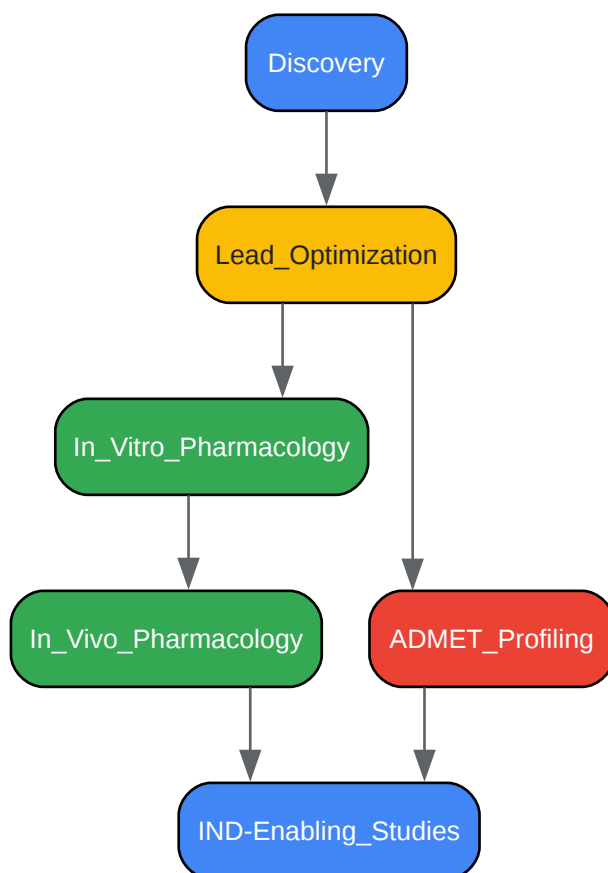 Discovery
Lead_Optimization
In_Vitro_Pharmacology
In_Vivo_Pharmacology
ADMET_Profiling
IND-Enabling_Studies